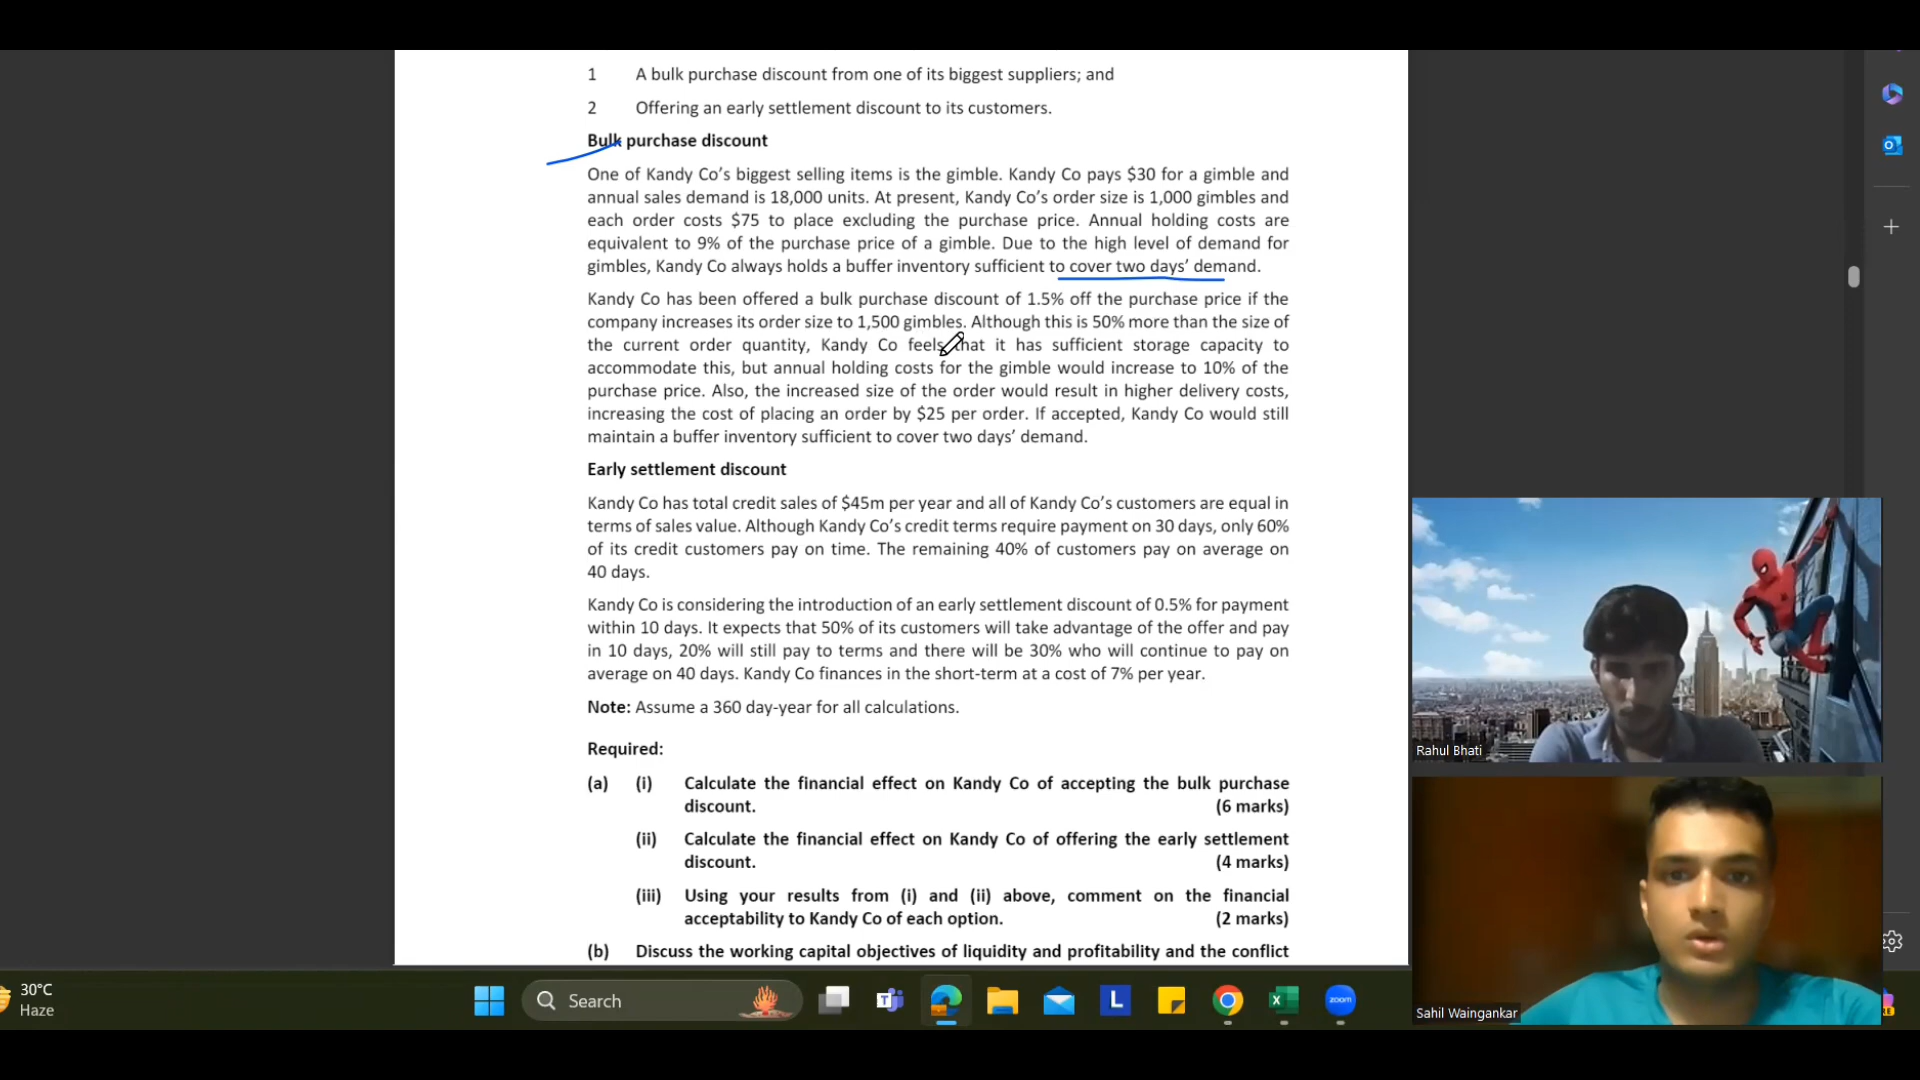 1 A bulk purchase discount from one of its biggest suppliers; and
2 Offering an early settlement discount to its customers.
Bulk purchase discount
One of Kandy Co's biggest selling items is the gimble. Kandy Co pays $30 for a gimble and
annual sales demand is 18,000 units. At present, Kandy Co's order size is 1,000 gimbles and
each order costs $75 to place excluding the purchase price. Annual holding costs are
equivalent to 9% of the purchase price of a gimble. Due to the high level of demand for
gimbles, Kandy Co always holds a buffer inventory sufficient to cover two days' demand.
Kandy Co has been offered a bulk purchase discount of 1.5% off the purchase price if the
company increases its order size to 1,500 gimbles. Although this is 50% more than the size of
the current order quantity, Kandy Co feels that it has sufficient storage capacity to
accommodate this, but annual holding costs for the gimble would increase to 10% of the
purchase price. Also, the increased size of the order would result in higher delivery costs,
increasing the cost of placing an order by $25 per order. If accepted, Kandy Co would still
maintain a buffer inventory sufficient to cover two days' demand.
Early settlement discount
Kandy Co has total credit sales of $45m per year and all of Kandy Co's customers are equal in
terms of sales value. Although Kandy Co's credit terms require payment on 30 days, only 60%
of its credit customers pay on time. The remaining 40% of customers pay on average on
40 days.
Kandy Co is considering the introduction of an early settlement discount of 0.5% for payment
within 10 days. It expects that 50% of its customers will take advantage of the offer and pay
in 10 days, 20% will still pay to terms and there will be 30% who will continue to pay on
average on 40 days. Kandy Co finances in the short-term at a cost of 7% per year.
Note: Assume a 360 day-year for all calculations.
Required:
(a) (i) Calculate the financial effect on Kandy Co of accepting the bulk purchase
discount. (6 marks)
(ii) Calculate the financial effect on Kandy Co of offering the early settlement
discount. (4 marks)
(iii) Using your results from (i) and (ii) above, comment on the financial
acceptability to Kandy Co of each option. (2 marks)
(b) Discuss the working capital objectives of liquidity and profitability and the conflict
Rahul Bhati
Sahil Waingankar
30°C
Haze
Search
T
L
X
zoom